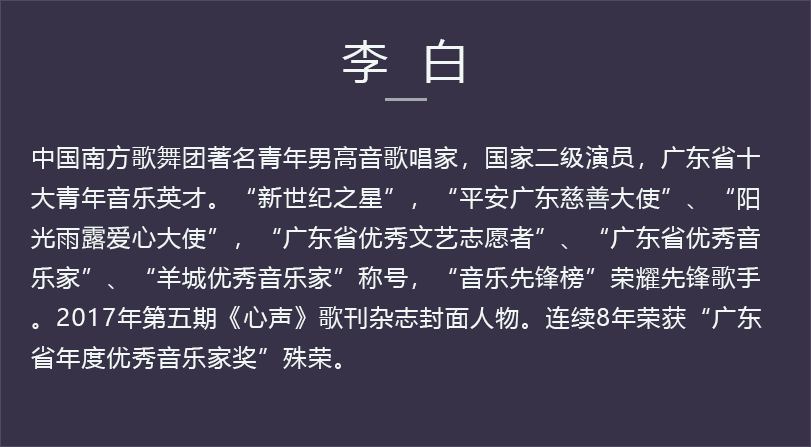 李 白
中国南方歌舞团著名青年男高音歌唱家，国家二级演员，广东省十
大青年音乐英才。“新世纪之星”，“平安广东慈善大使”、“阳
光雨露爱心大使”，“广东省优秀文艺志愿者”、“广东省优秀音
乐家”、“羊城优秀音乐家”称号，“音乐先锋榜”荣耀先锋歌手
。2017年第五期《心声》歌刊杂志封面人物。连续8年荣获“广东
省年度优秀音乐家奖”殊荣。